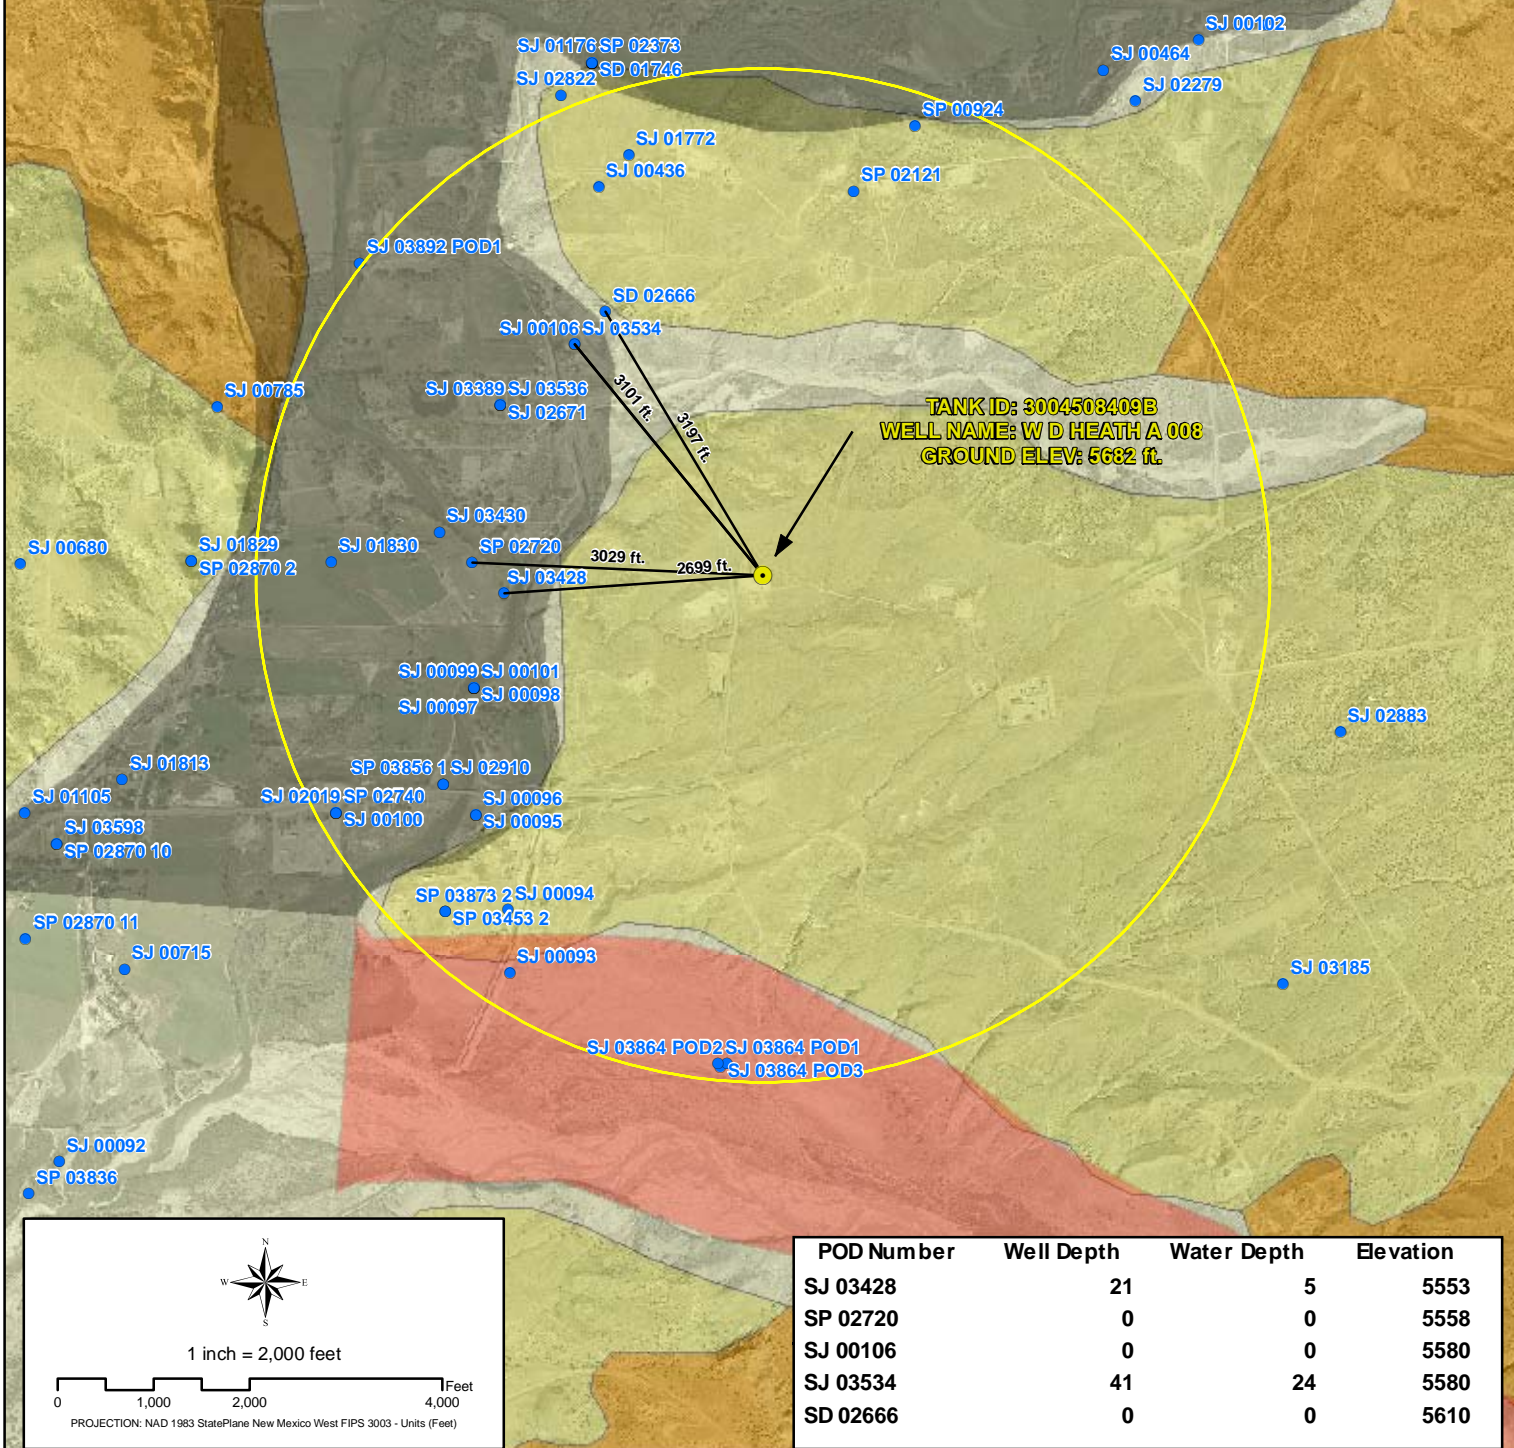 SJ 00102
SJ 01176 SP 02373
SD 01746
SJ 00464
SJ 02822
SJ 02279
SP 00924
SJ 01772
SJ 00436
SP 02121
SJ 03892 POD1
SD 02666
SJ 00106 SJ 03534
SJ 00785
SJ 03389 SJ 03536
SJ 02671
3101 ft.
3197 ft.
TANK ID: 3004508409B
WELL NAME: W D HEATH A 008
GROUND ELEV: 5682 ft.
SJ 03430
SJ 00680
SJ 01829
SP 02870 2
SJ 01830
SP 02720
3029 ft.
2699 ft.
SJ 03428
SJ 00099 SJ 00101
SJ 00098
SJ 00097
SJ 02883
SJ 01813
SP 03856 1 SJ 02910
SJ 01105
SJ 02019 SP 02740
SJ 00100
SJ 00096
SJ 00095
SJ 03598
SP 02870 10
SP 03873 2 SJ 00094
SP 03453 2
SP 02870 11
SJ 00715
SJ 00093
SJ 03185
SJ 03864 POD2 SJ 03864 POD1
SJ 03864 POD3
SJ 00092
SP 03836
N
W E
S
1 inch = 2,000 feet
Feet
0 1,000 2,000 4,000
PROJECTION: NAD 1983 StatePlane New Mexico West FIPS 3003 - Units (Feet)
POD Number Well Depth Water Depth Elevation
SJ 03428 21 5 5553
SP 02720 0 0 5558
SJ 00106 0 0 5580
SJ 03534 41 24 5580
SD 02666 0 0 5610